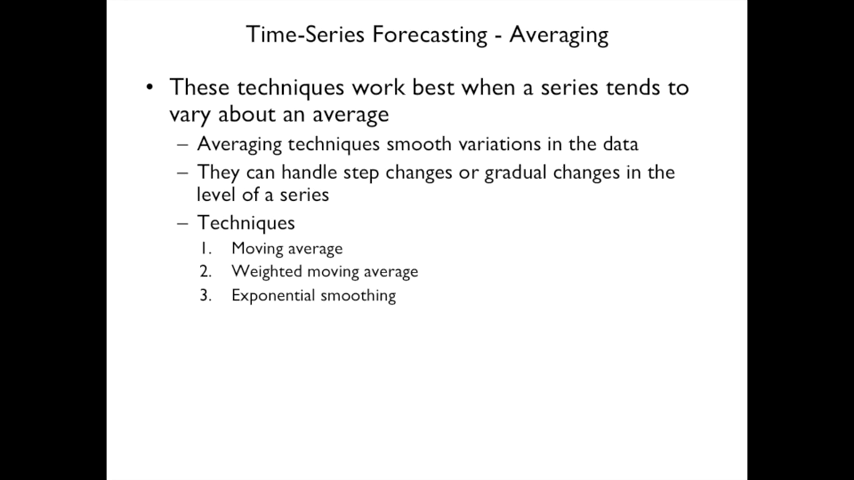 Time-Series Forecasting - Averaging
• These techniques work best when a series tends to
vary about an average
– Averaging techniques smooth variations in the data
– They can handle step changes or gradual changes in the
level of a series
– Techniques
1. Moving average
2. Weighted moving average
3. Exponential smoothing